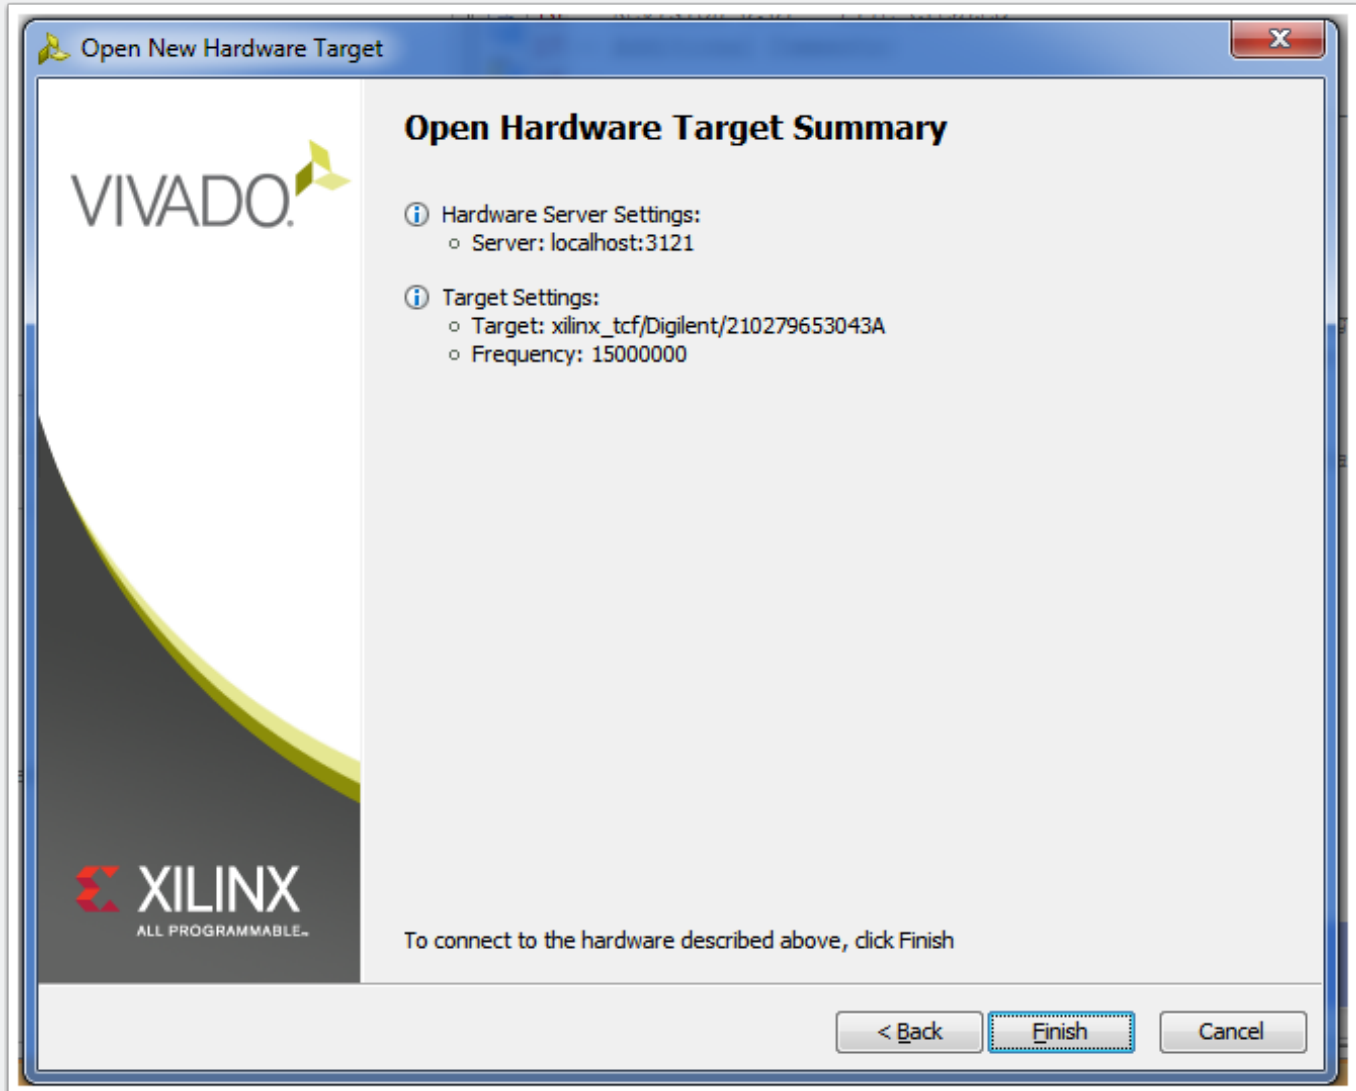 Open New Hardware Target
VIVADO.
Open Hardware Target Summary
Hardware Server Settings:
Server: localhost:3121
Target Settings:
Target: xilinx_tcf/Digilent/210279653043A
Frequency: 15000000
XILINX
ALL PROGRAMMABLE™
To connect to the hardware described above, click Finish
< Back
Finish
Cancel